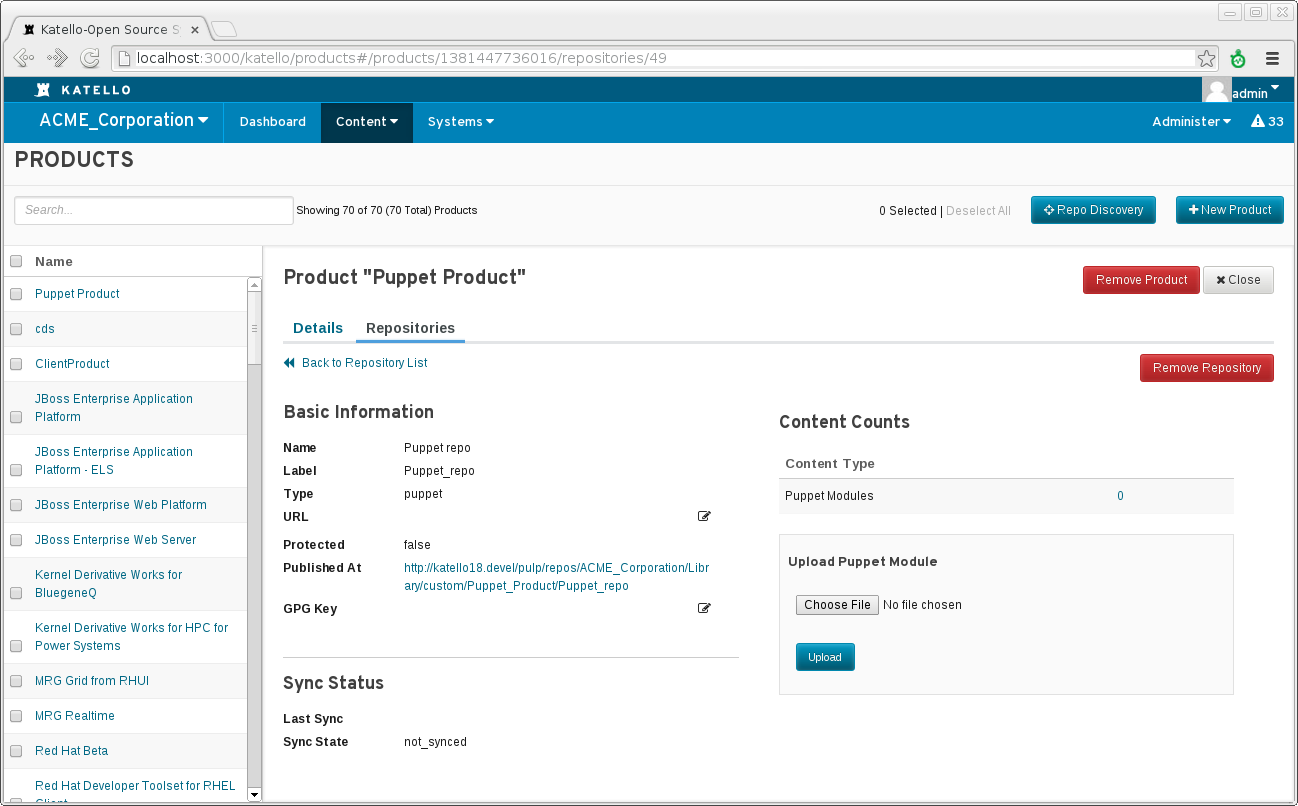 Katello-Open Source S
localhost:3000/katello/products#/products/1381447736016/repositories/49
KATELLO
admin
ACME_Corporation
Dashboard
Content
Systems
Administer
33
PRODUCTS
Search...
Showing 70 of 70 (70 Total) Products
0 Selected | Deselect All
Repo Discovery
New Product
Name
Puppet Product
cds
ClientProduct
JBoss Enterprise Application
Platform
JBoss Enterprise Application
Platform - ELS
JBoss Enterprise Web Platform
JBoss Enterprise Web Server
Kernel Derivative Works for
BluegeneQ
Kernel Derivative Works for HPC for
Power Systems
MRG Grid from RHUI
MRG Realtime
Red Hat Beta
Red Hat Developer Toolset for RHEL
Client
Product "Puppet Product"
Remove Product
Close
Details
Repositories
Back to Repository List
Remove Repository
Basic Information
Name Puppet repo
Label Puppet_repo
Type puppet
URL
Protected false
Published At http://katello18.devel/pulp/repos/ACME_Corporation/Libr
ary/custom/Puppet_Product/Puppet_repo
GPG Key
Sync Status
Last Sync
Sync State not_synced
Content Counts
Content Type
Puppet Modules 0
Upload Puppet Module
Choose File No file chosen
Upload